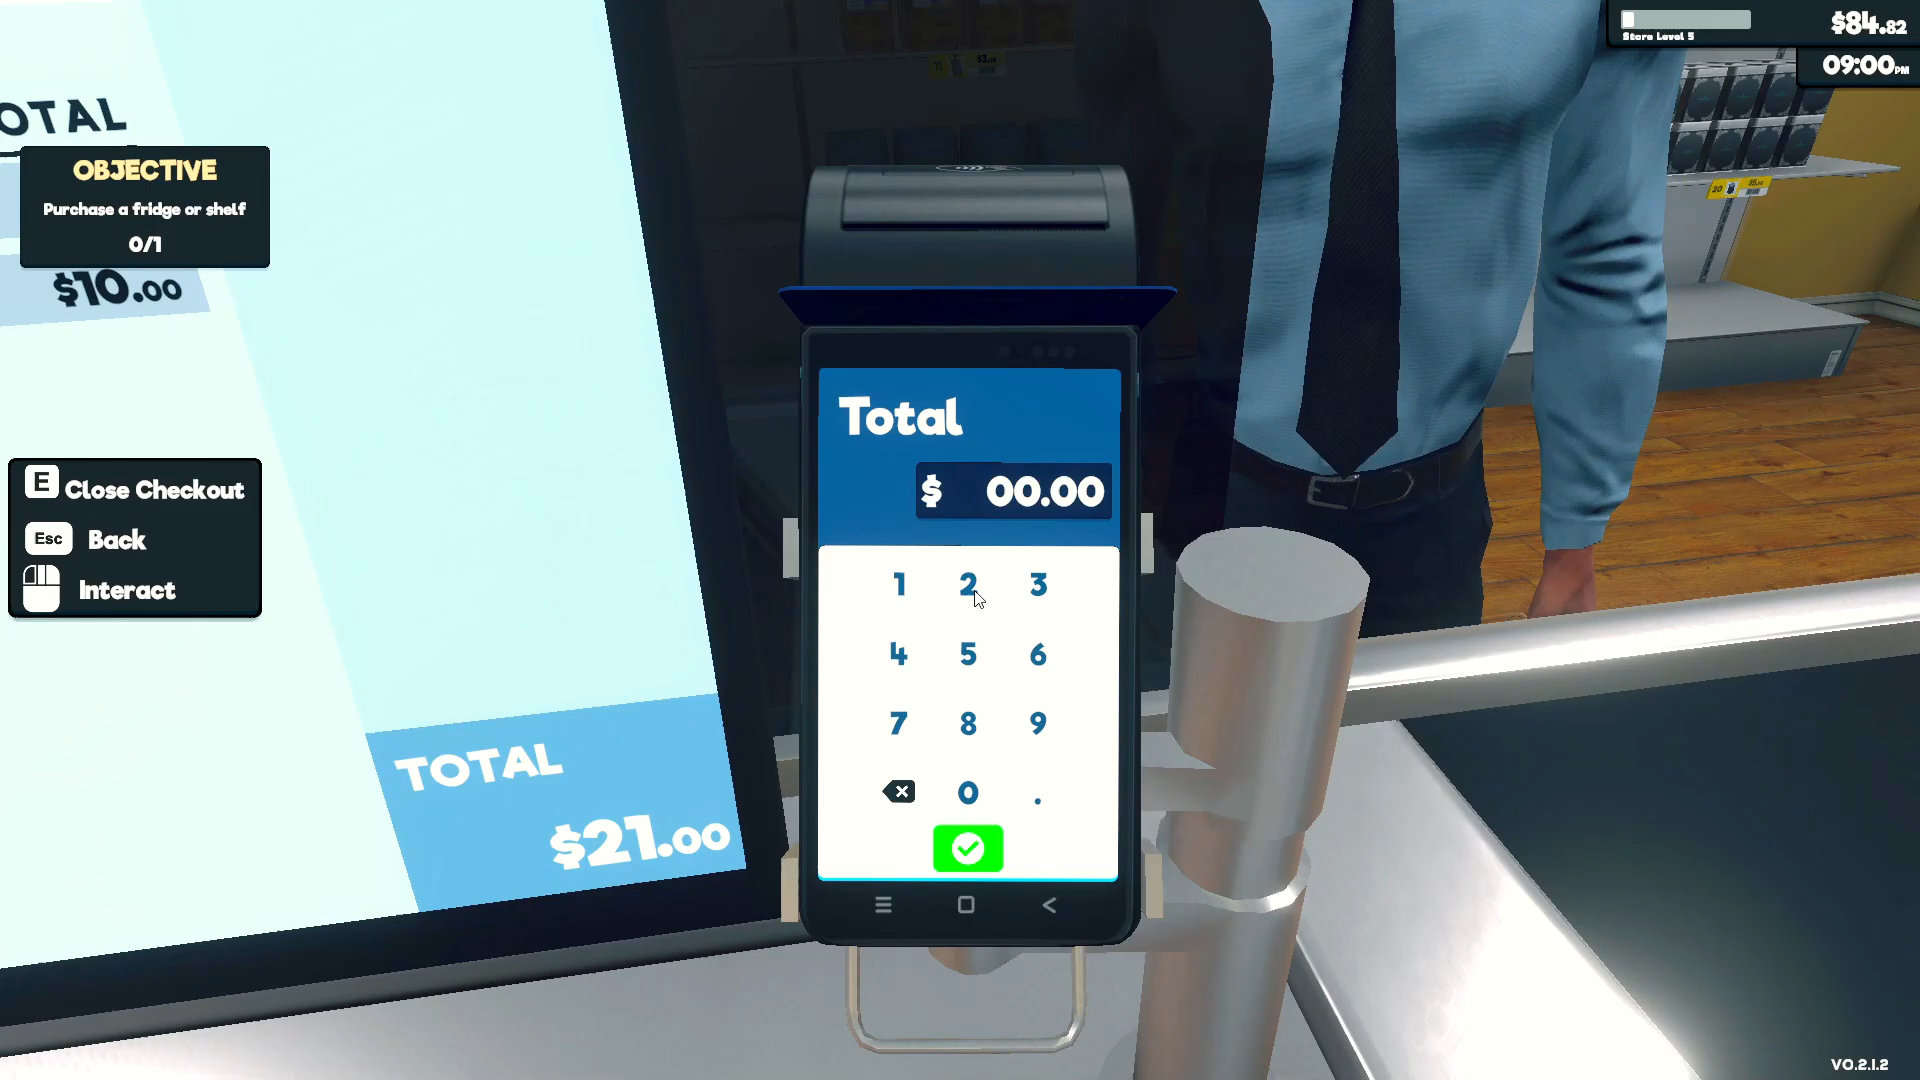 $84.82
Store Level 5
09:00PM
OTAL
OBJECTIVE
Purchase a fridge or shelf
0/1
$10.00
E Close Checkout
Esc Back
Interact
Total
$ 00.00
1 2 3
4 5 6
7 8 9
0 .
TOTAL
$21.00
20
V0.2.1.2